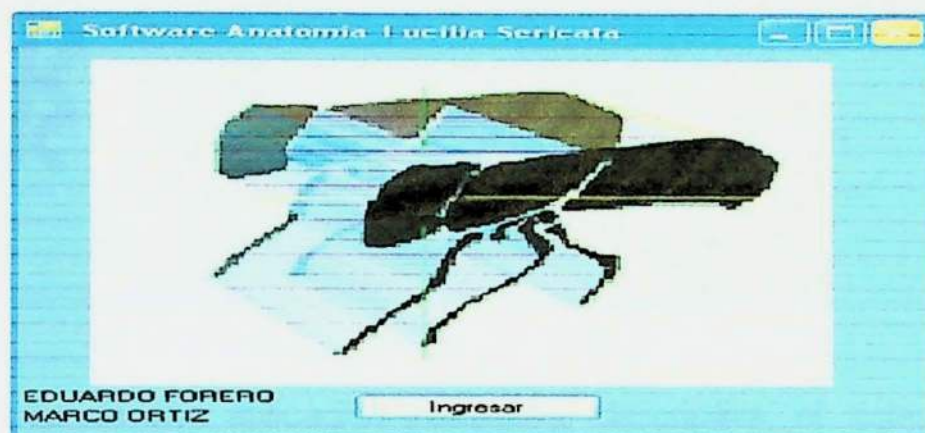 Software Anatomia Lucilia Sericata
EDUARDO FORERO
MARCO ORTIZ
Ingresar